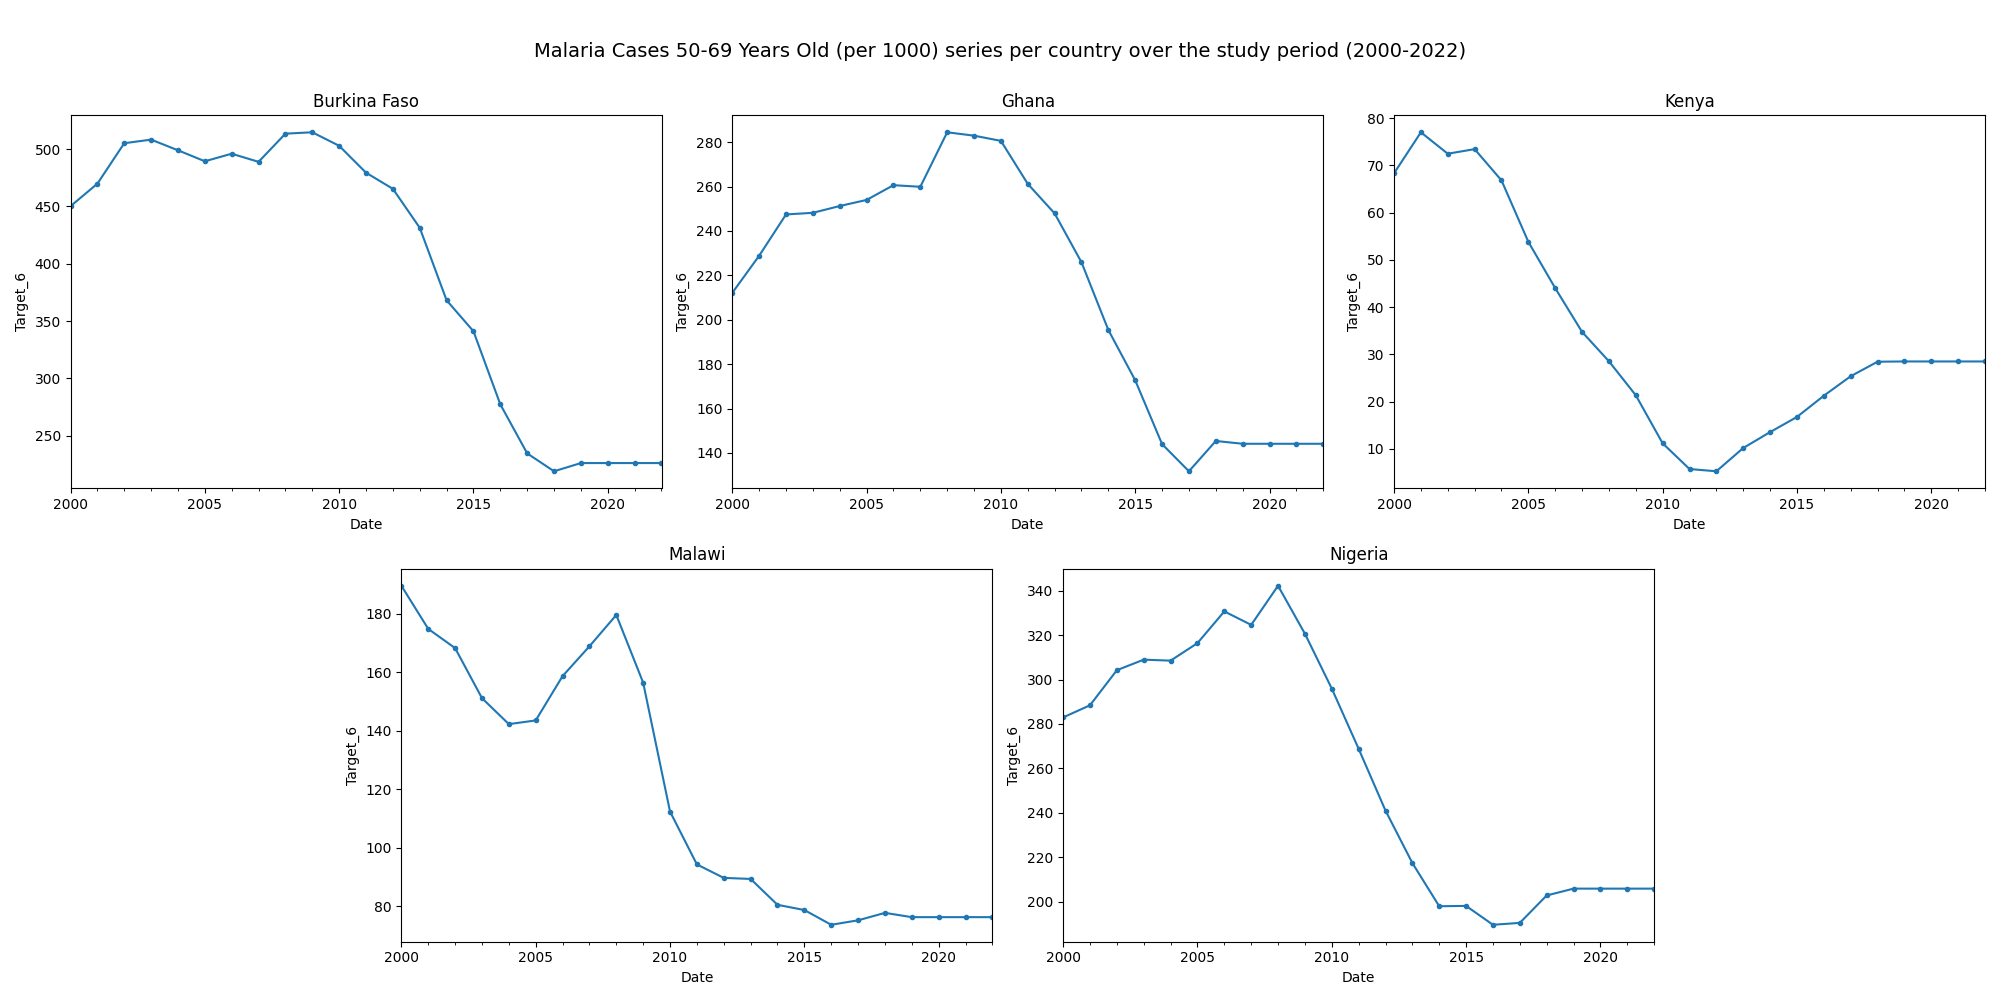 Malaria Cases 50-69 Years Old (per 1000) series per country over the study period (2000-2022)
Burkina Faso
500
450
400
350
300
250
Target_6
2000 2005 2010 2015 2020
Date
Ghana
280
260
240
220
200
180
160
140
Target_6
2000 2005 2010 2015 2020
Date
Kenya
80
70
60
50
40
30
20
10
Target_6
2000 2005 2010 2015 2020
Date
Malawi
180
160
140
120
100
80
Target_6
2000 2005 2010 2015 2020
Date
Nigeria
340
320
300
280
260
240
220
200
Target_6
2000 2005 2010 2015 2020
Date